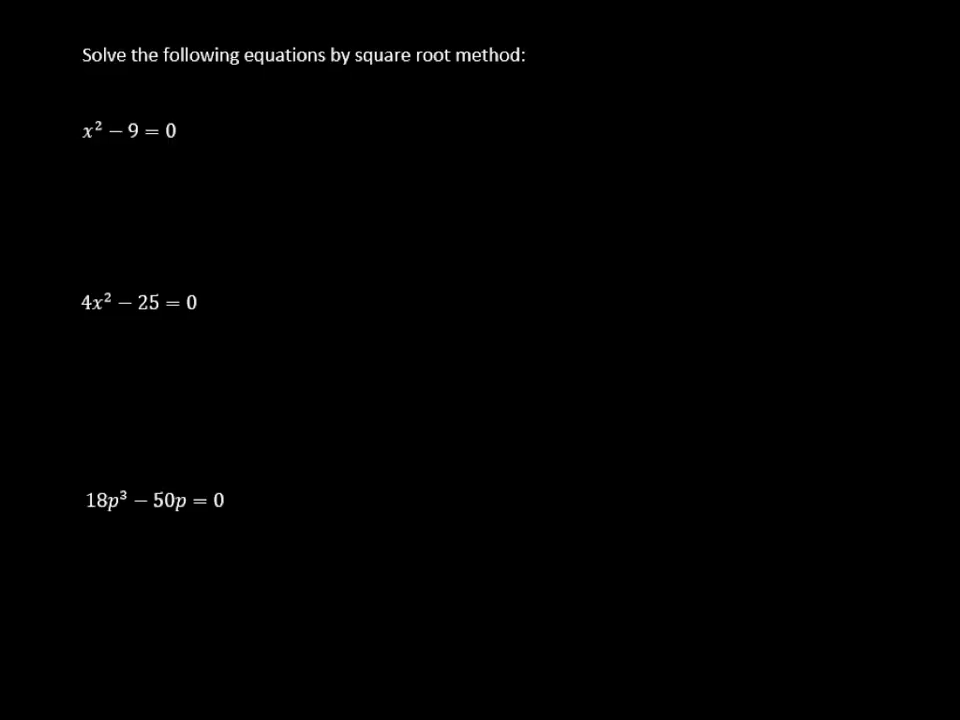 Solve the following equations by square root method:
x² − 9 = 0
4x² − 25 = 0
18p³ − 50p = 0